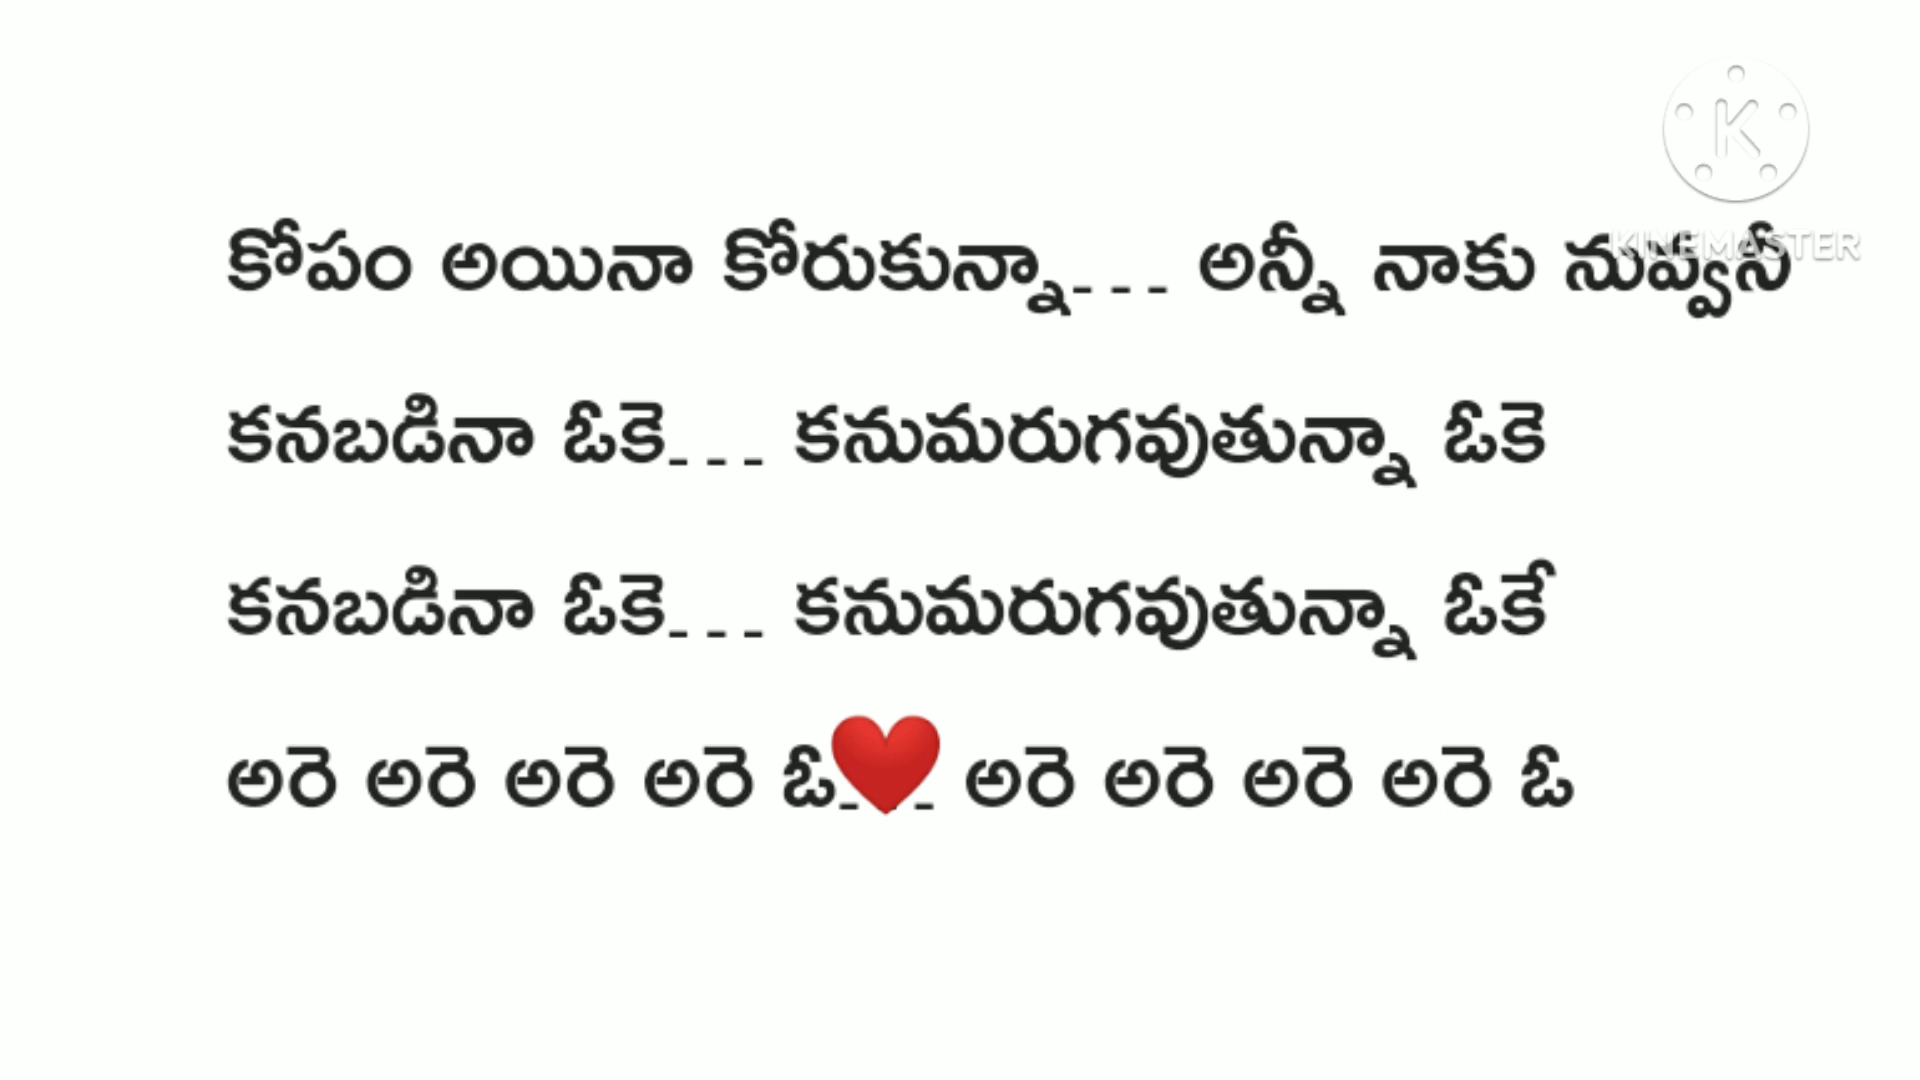 KINEMASTER
కోపం అయినా కోరుకున్నా--- అన్నీ నాకు నువ్వనీ
కనబడినా ఓకె--- కనుమరుగవుతున్నా ఓకె
కనబడినా ఓకె--- కనుమరుగవుతున్నా ఓకే
అరె అరె అరె అరె ఓ❤️-- అరె అరె అరె అరె ఓ